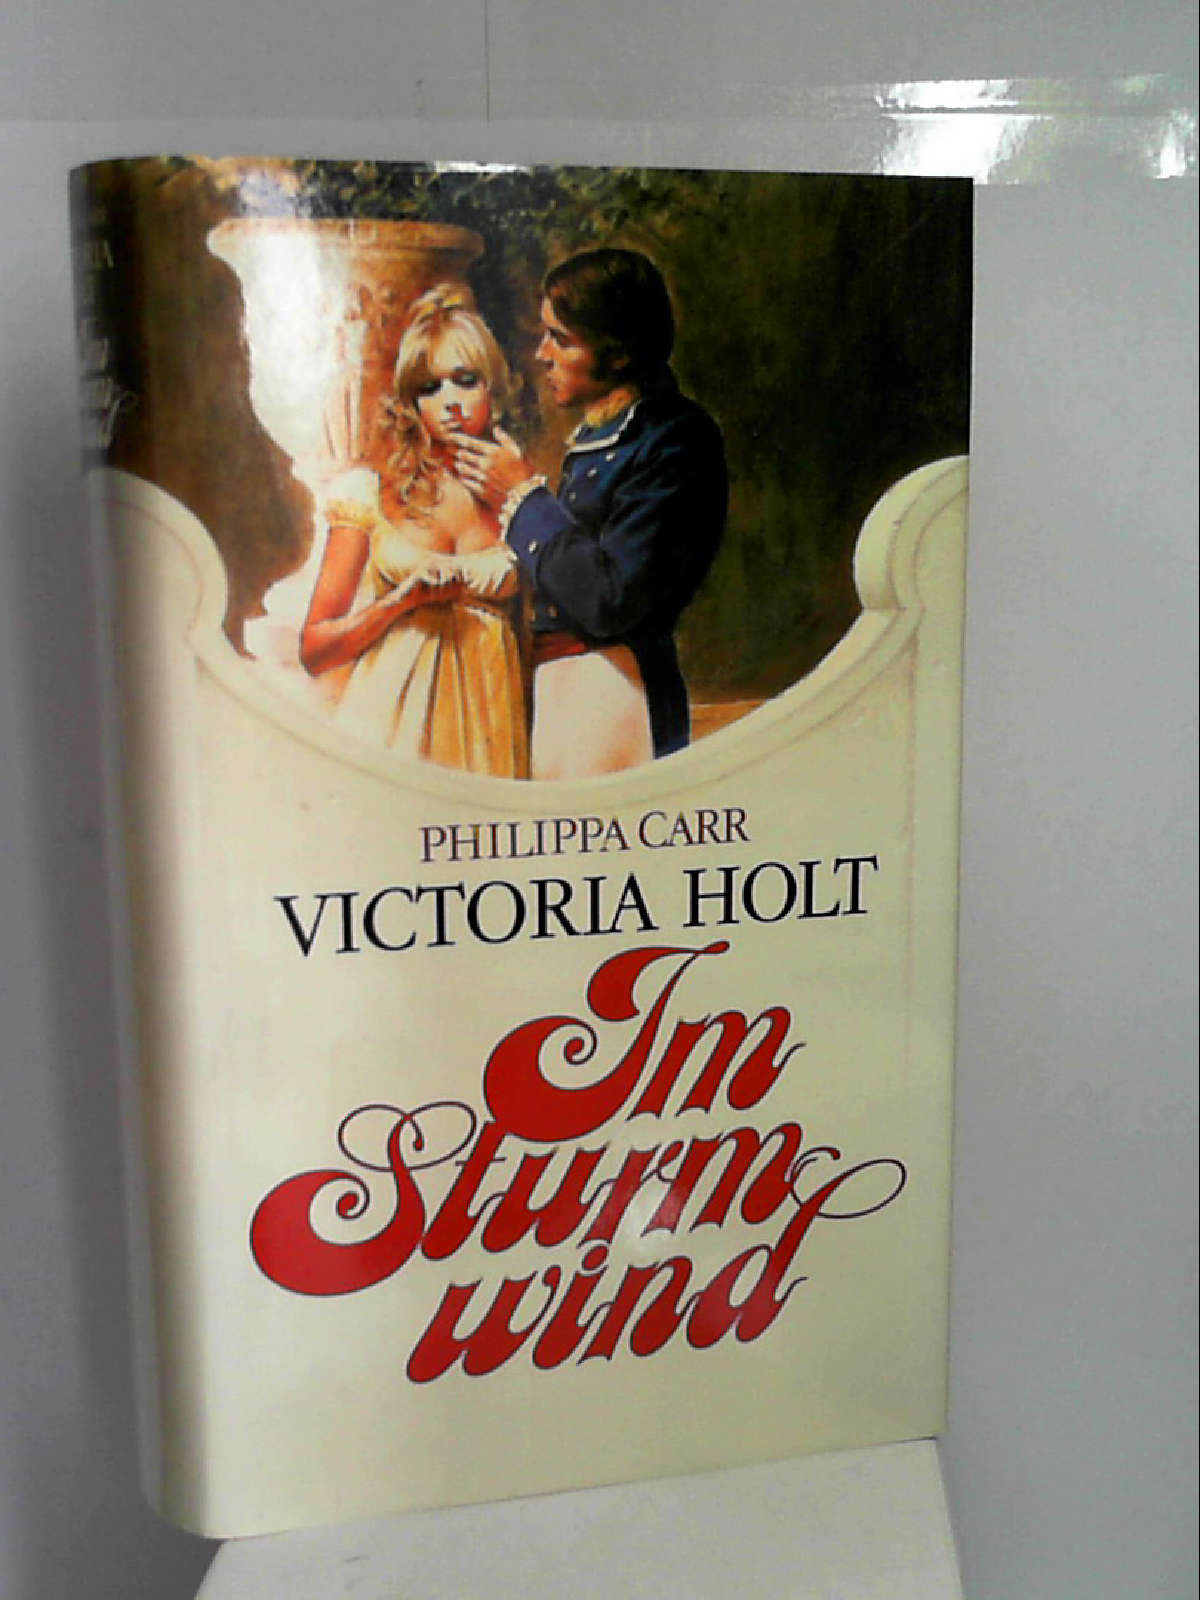 PHILIPPA CARR
VICTORIA HOLT
Im
Sturm
wind